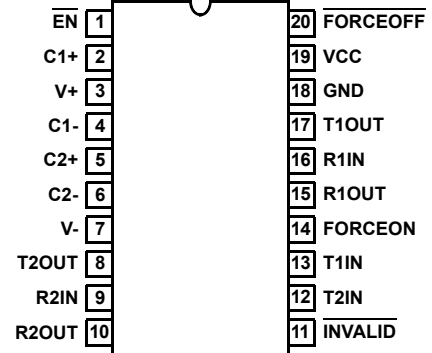 EN 1 20 FORCEOFF
C1+ 2 19 VCC
V+ 3 18 GND
C1- 4 17 T1OUT
C2+ 5 16 R1IN
C2- 6 15 R1OUT
V- 7 14 FORCEON
T2OUT 8 13 T1IN
R2IN 9 12 T2IN
R2OUT 10 11 INVALID